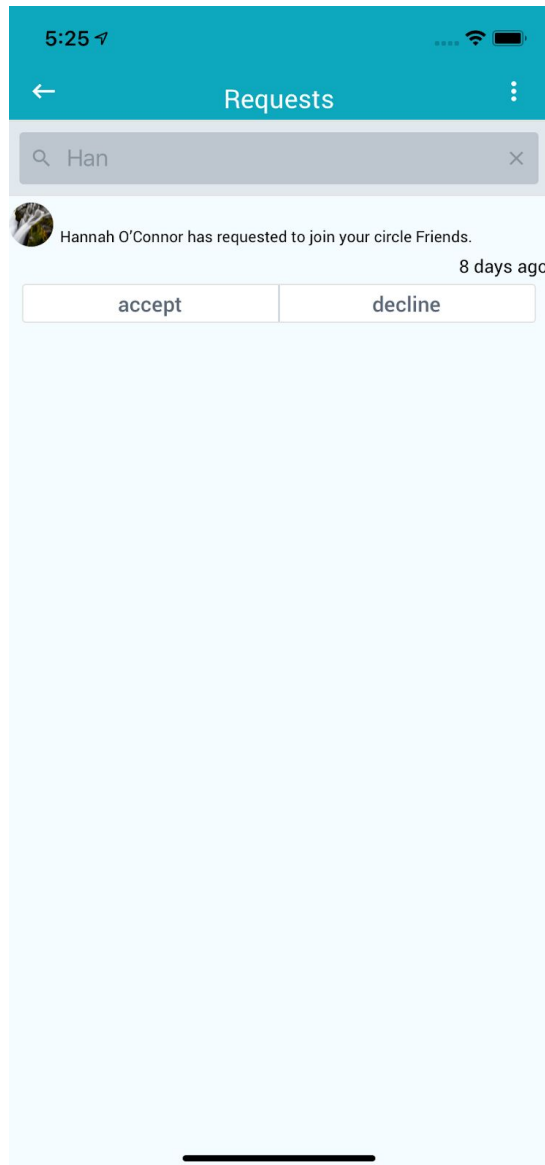 5:25
Requests
Han
Hannah O’Connor has requested to join your circle Friends.
8 days ago
accept
decline